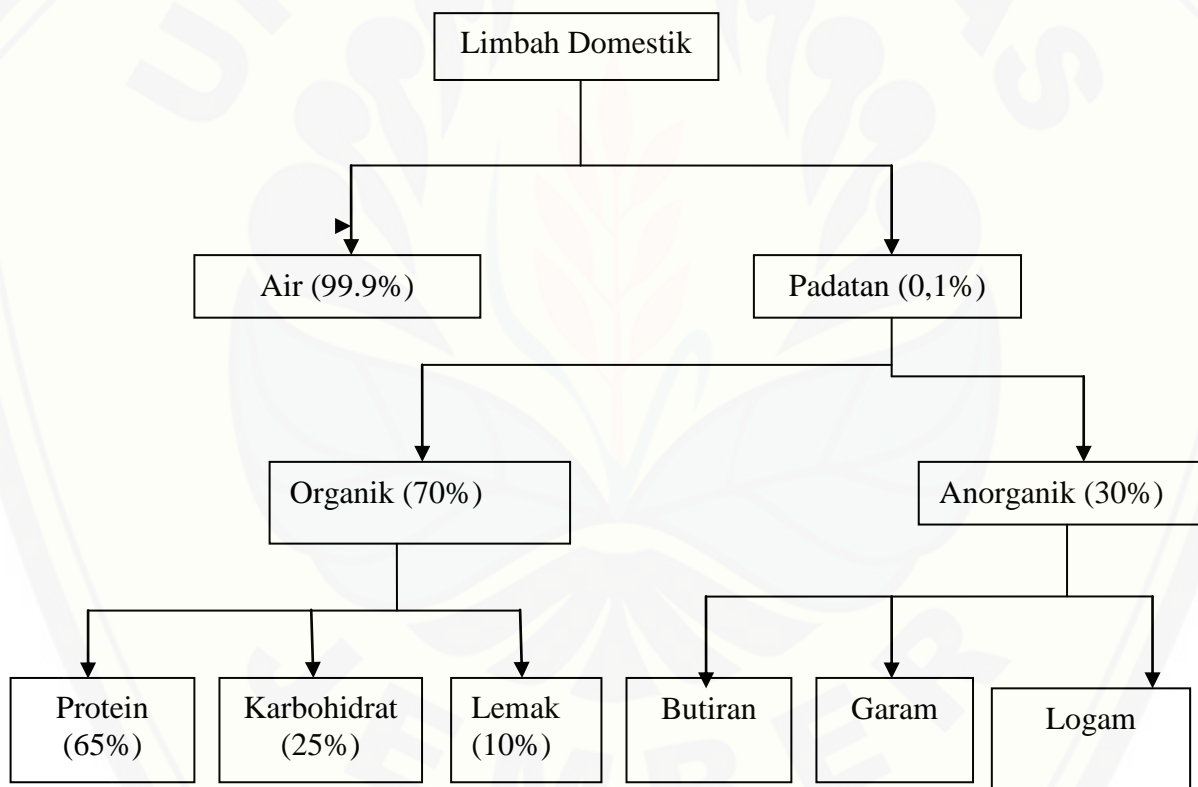 Limbah Domestik
Air (99.9%)
Padatan (0,1%)
Organik (70%)
Anorganik (30%)
Protein
(65%)
Karbohidrat
(25%)
Lemak
(10%)
Butiran
Garam
Logam